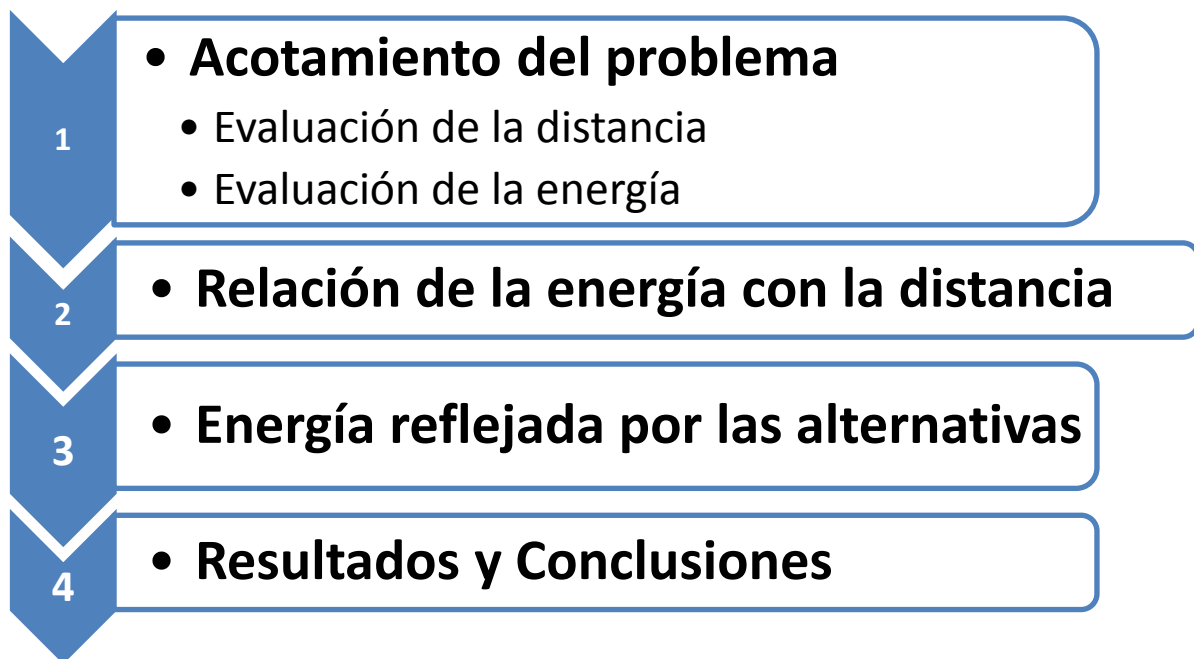 1
• Acotamiento del problema
• Evaluación de la distancia
• Evaluación de la energía
2
• Relación de la energía con la distancia
3
• Energía reflejada por las alternativas
4
• Resultados y Conclusiones